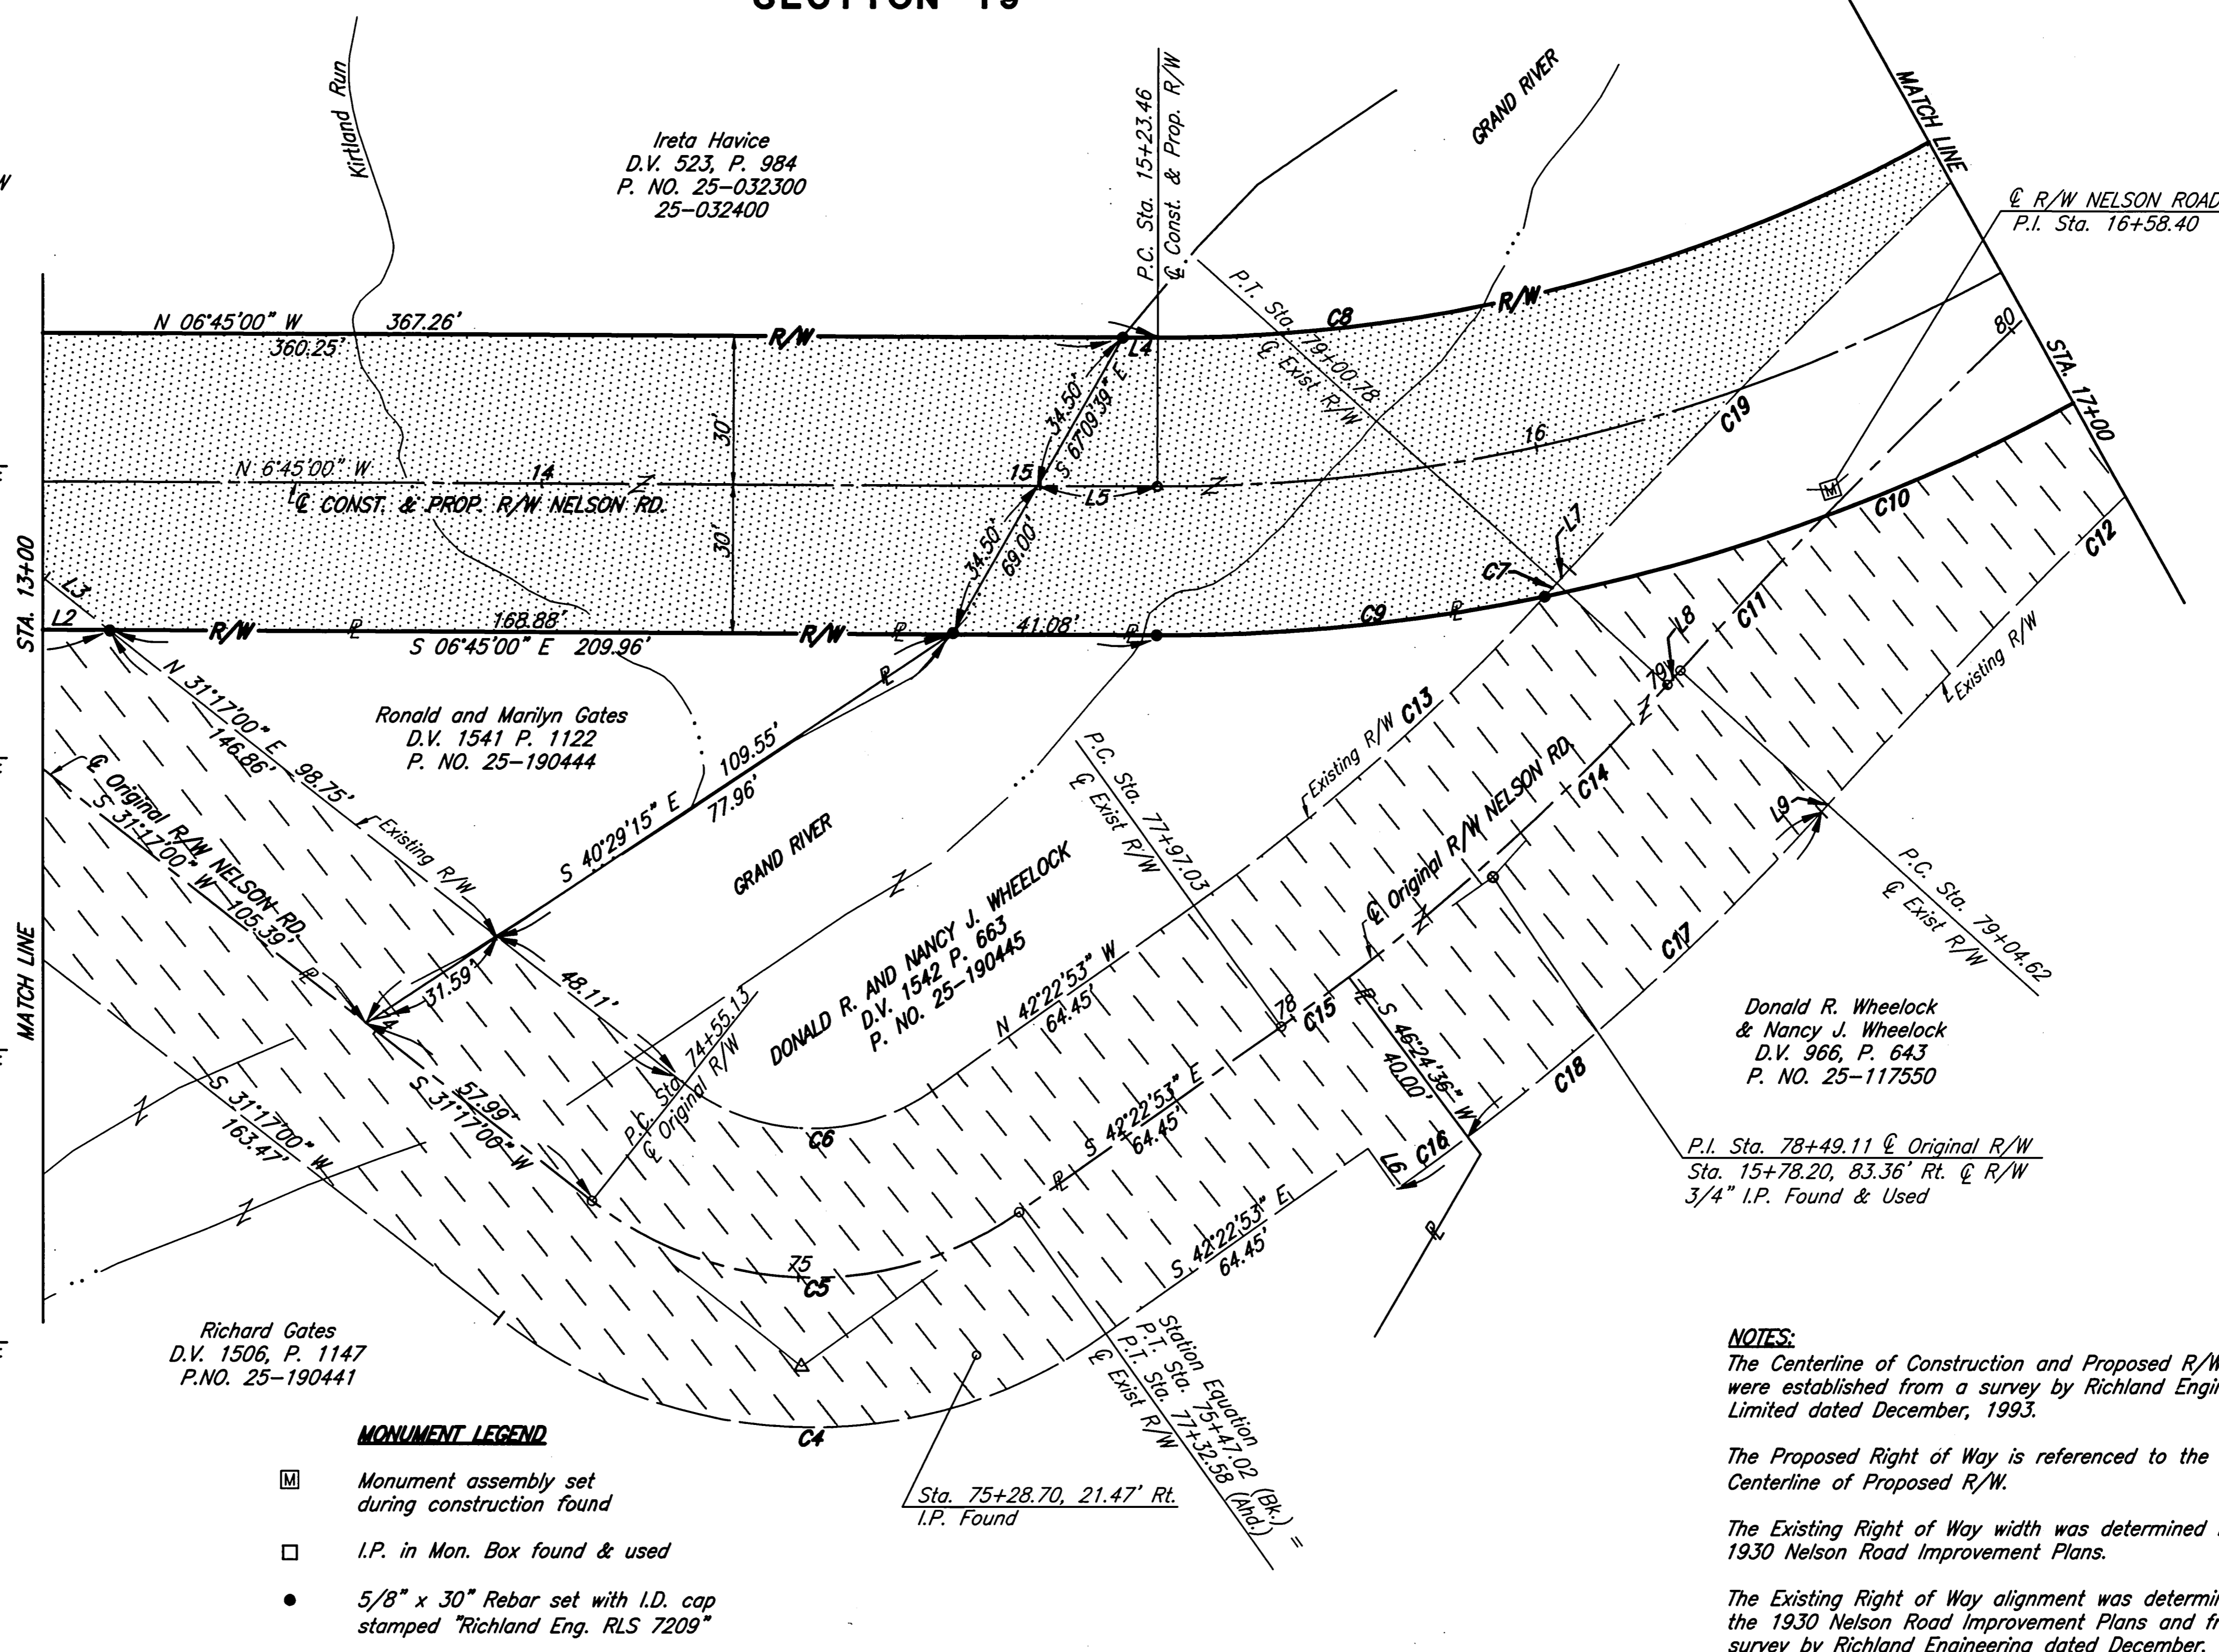 SECTION 19
Kirtland Run
Ireta Havice
D.V. 523, P. 984
P. NO. 25-032300
25-032400
P.C. Sta. 15+23.46
℄ Const. & Prop. R/W
GRAND RIVER
MATCH LINE
STA. 17+00
℄ R/W NELSON ROAD
P.I. Sta. 16+58.40
N 06°45'00" W 367.26'
360.25'
R/W
L4
C8
R/W
P.T. Sta. 79+00.78
℄ Exist R/W
80
C19
30'
30'
34.50'
S 67°09'39" E
N 6°45'00" W
14
15
16
L5
℄ CONST. & PROP. R/W NELSON RD.
34.50'
69.00'
M
C10
C12
L7
C7
STA. 13+00
L3
L2
R/W
℄
168.88'
S 06°45'00" E 209.96'
R/W
41.08'
C9
C11
L8
79
Existing R/W
N 31°17'00" E
146.86'
98.75'
Existing R/W
Ronald and Marilyn Gates
D.V. 1541 P. 1122
P. NO. 25-190444
109.55'
S 40°29'15" E
77.96'
GRAND RIVER
P.C. Sta. 77+97.03
℄ Exist R/W
Existing R/W
C13
C14
℄ Original R/W NELSON RD.
L9
P.C. Sta. 79+04.62
℄ Exist R/W
℄ Original R/W NELSON RD.
S 31°17'00" W 105.39'
MATCH LINE
31.59'
48.11'
DONALD R. AND NANCY J. WHEELOCK
D.V. 1542 P. 663
P. NO. 25-190445
N 42°22'53" W
64.45'
78
C15
C17
S 46°24'36" W
40.00'
C18
Donald R. Wheelock
& Nancy J. Wheelock
D.V. 966, P. 643
P. NO. 25-117550
57.99'
S 31°17'00" W
S 31°17'00" W
163.47'
P.C. Sta. 74+55.13
℄ Original R/W
C6
S 42°22'53" E
64.45'
L6
C16
P.I. Sta. 78+49.11 ℄ Original R/W
Sta. 15+78.20, 83.36' Rt. ℄ R/W
3/4" I.P. Found & Used
75
C5
S 42°22'53" E
64.45'
C4
Station Equation
P.T. Sta. 75+47.02 (Bk.) =
P.T. Sta. 77+32.58 (Ahd.)
℄ Exist R/W
Sta. 75+28.70, 21.47' Rt.
I.P. Found
Richard Gates
D.V. 1506, P. 1147
P.NO. 25-190441
MONUMENT LEGEND
M Monument assembly set
during construction found
I.P. in Mon. Box found & used
5/8" x 30" Rebar set with I.D. cap
stamped "Richland Eng. RLS 7209"
NOTES:
The Centerline of Construction and Proposed R/W
were established from a survey by Richland Engi
Limited dated December, 1993.
The Proposed Right of Way is referenced to the
Centerline of Proposed R/W.
The Existing Right of Way width was determined
1930 Nelson Road Improvement Plans.
The Existing Right of Way alignment was determin
the 1930 Nelson Road Improvement Plans and fr
survey by Richland Engineering dated December,